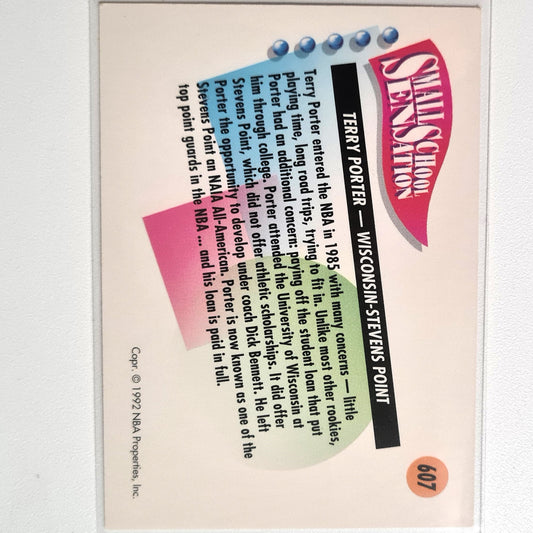 SMALL SCHOOL
SENSATION
607
TERRY PORTER — WISCONSIN-STEVENS POINT
Terry Porter entered the NBA in 1985 with many concerns — little
playing time, long road trips, trying to fit in. Unlike most other rookies,
Porter had an additional concern: paying off the student loan that put
him through college. Porter attended the University of Wisconsin at
Stevens Point, which did not offer athletic scholarships. It did offer
Porter the opportunity to develop under coach Dick Bennett. He left
Stevens Point an NAIA All-American. Porter is now known as one of the
top point guards in the NBA ... and his loan is paid in full.
Copr. © 1992 NBA Properties, Inc.